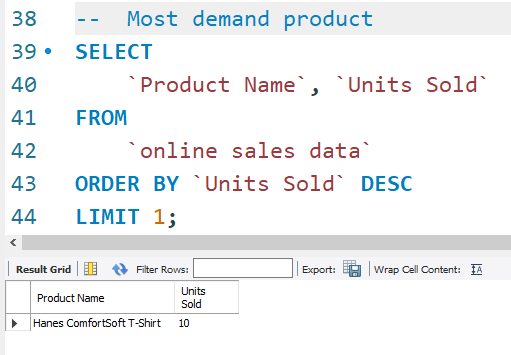 38 --  Most demand product
39 SELECT
40 `Product Name`, `Units Sold`
41 FROM
42 `online sales data`
43 ORDER BY `Units Sold` DESC
44 LIMIT 1;
Result Grid Filter Rows: Export: Wrap Cell Content:
Product Name Units Sold
Hanes ComfortSoft T-Shirt 10